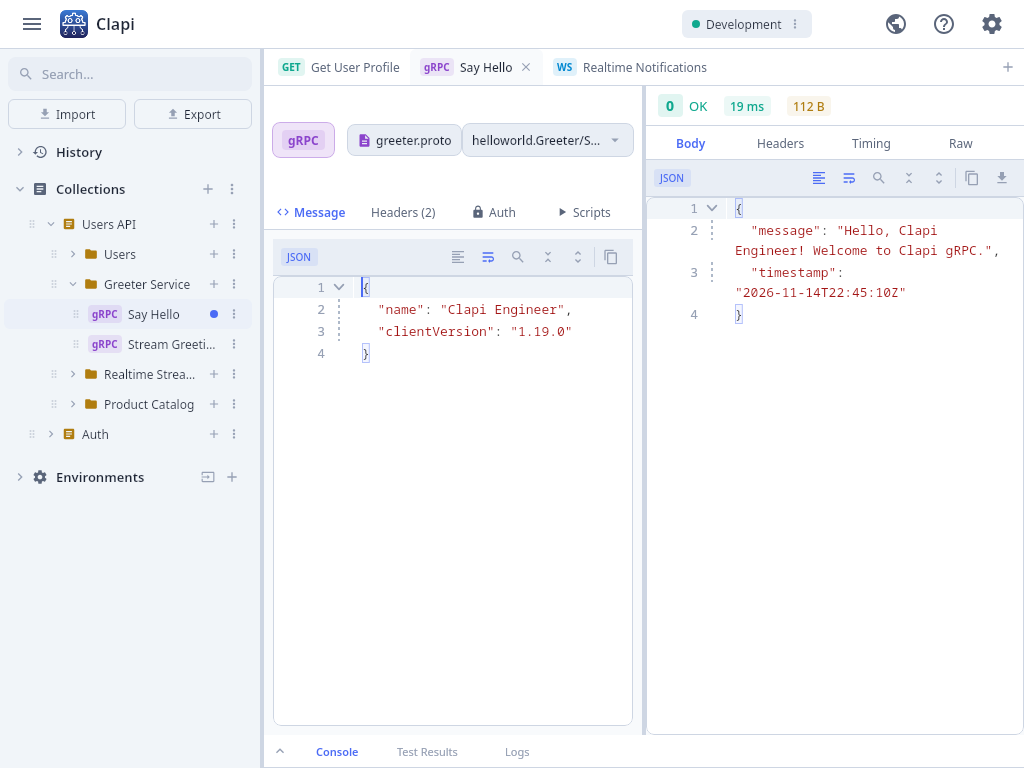 Clapi
Development
Search...
Import
Export
History
Collections
Users API
Users
Greeter Service
gRPC Say Hello
gRPC Stream Greeti...
Realtime Strea...
Product Catalog
Auth
Environments
GET Get User Profile
gRPC Say Hello
WS Realtime Notifications
gRPC
greeter.proto
helloworld.Greeter/S...
Message
Headers (2)
Auth
Scripts
JSON
1 {
2 "name": "Clapi Engineer",
3 "clientVersion": "1.19.0"
4 }
0 OK
19 ms
112 B
Body
Headers
Timing
Raw
JSON
1 {
2 "message": "Hello, Clapi
Engineer! Welcome to Clapi gRPC.",
3 "timestamp":
"2026-11-14T22:45:10Z"
4 }
Console
Test Results
Logs